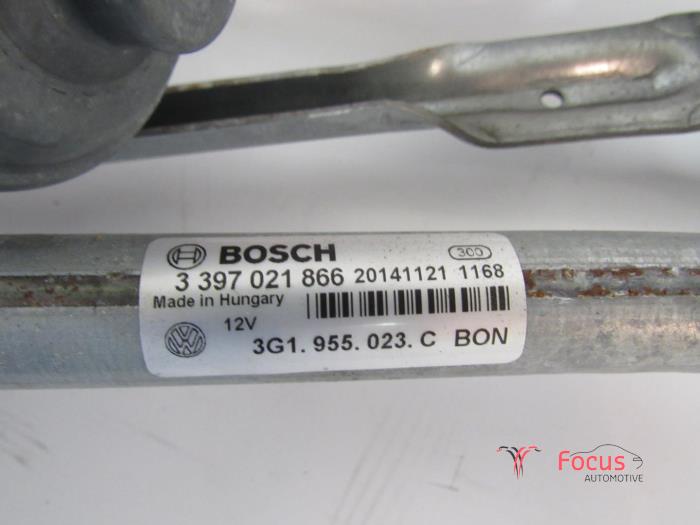 BOSCH
300
3 397 021 866 20141121 1168
Made in Hungary
12V
3G1. 955. 023. C BON
Focus
AUTOMOTIVE